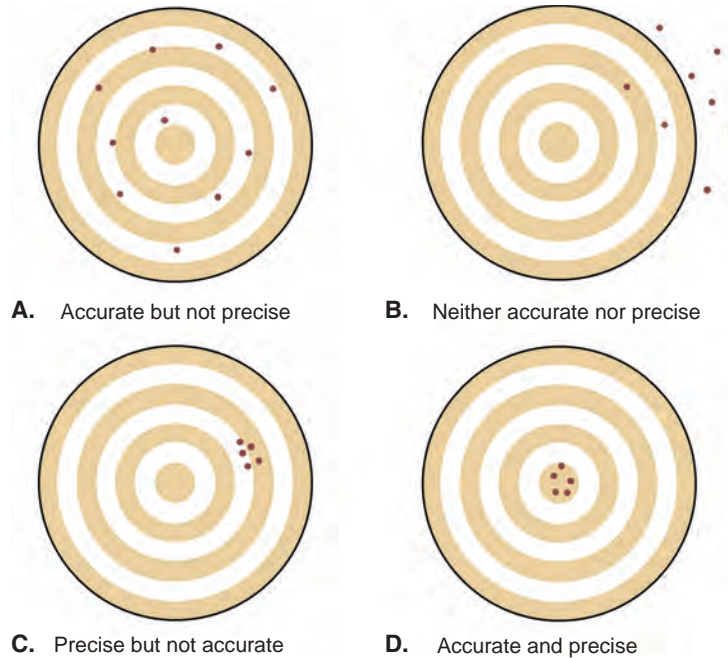 A. Accurate but not precise
B. Neither accurate nor precise
C. Precise but not accurate
D. Accurate and precise